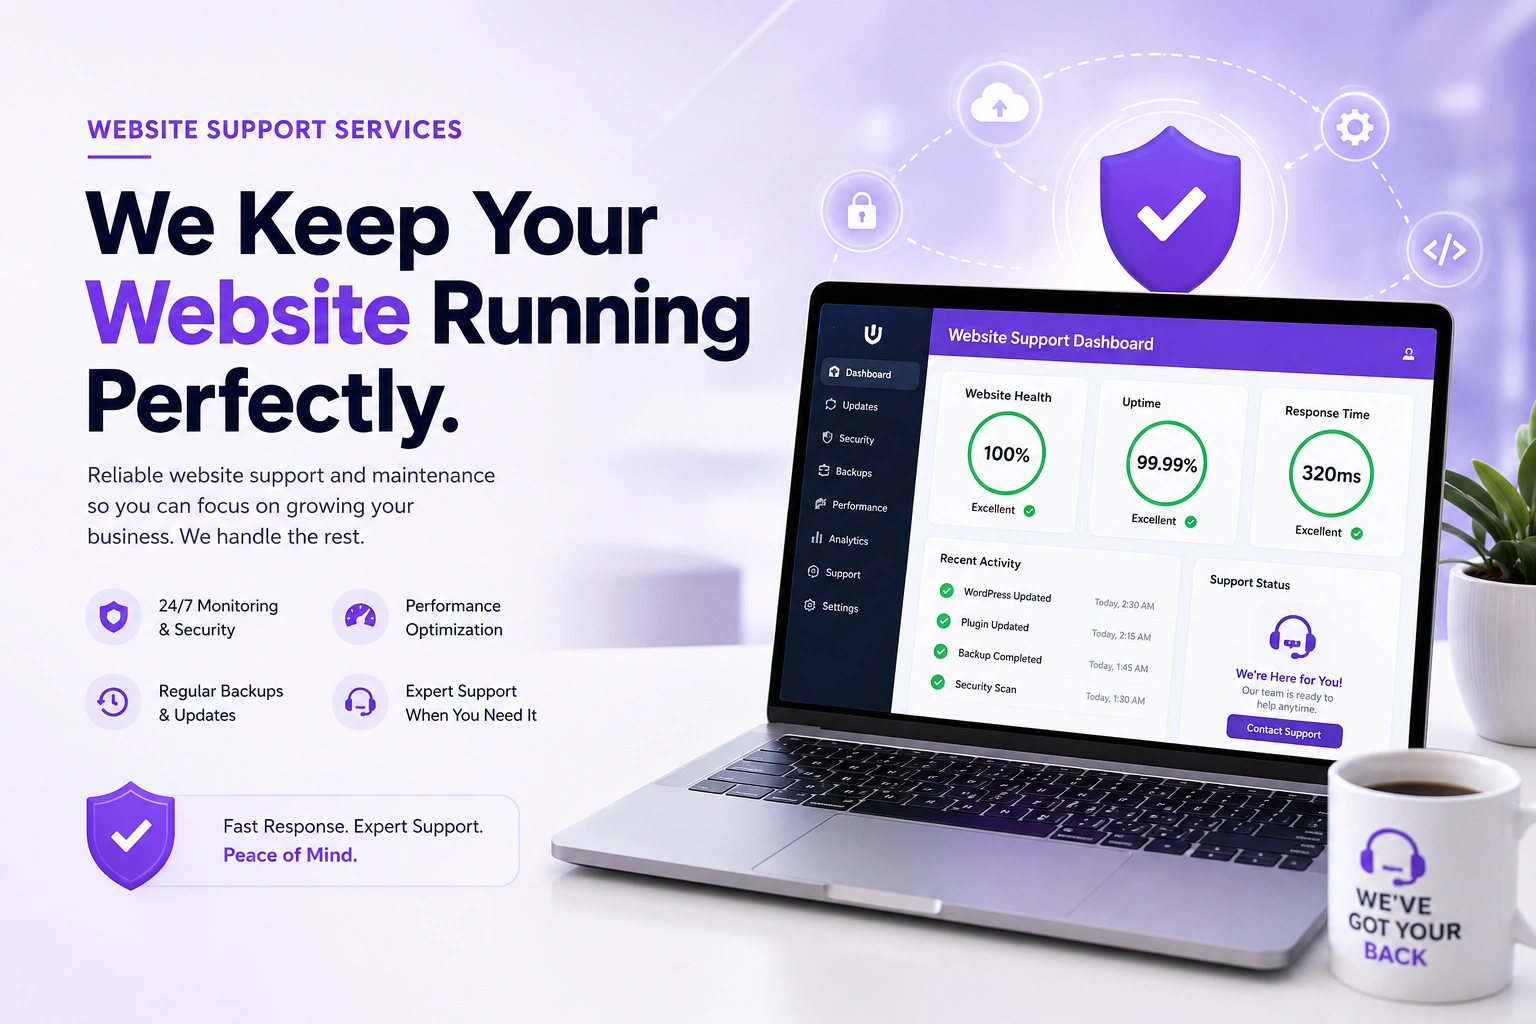 WEBSITE SUPPORT SERVICES
We Keep Your
Website Running
Perfectly.
Reliable website support and maintenance
so you can focus on growing your
business. We handle the rest.
24/7 Monitoring
& Security
Performance
Optimization
Regular Backups
& Updates
Expert Support
When You Need It
Fast Response. Expert Support.
Peace of Mind.
Website Support Dashboard
Dashboard
Updates
Security
Backups
Performance
Analytics
Support
Settings
Website Health
100%
Excellent
Uptime
99.99%
Excellent
Response Time
320ms
Excellent
Recent Activity
WordPress Updated Today, 2:30 AM
Plugin Updated Today, 2:15 AM
Backup Completed Today, 1:45 AM
Security Scan Today, 1:30 AM
Support Status
We're Here for You!
Our team is ready to
help anytime.
Contact Support
WE'VE
GOT YOUR
BACK